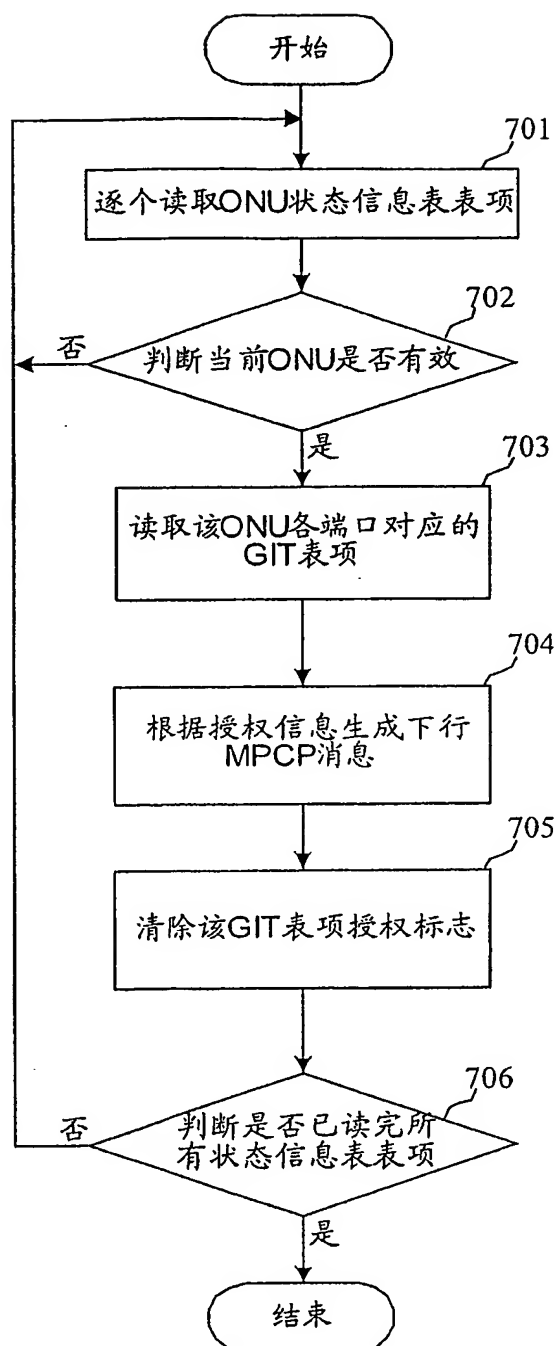 开始
701
逐个读取ONU状态信息表表项
702
否
判断当前ONU是否有效
是
703
读取该ONU各端口对应的
GIT表项
704
根据授权信息生成下行
MPCP消息
705
清除该GIT表项授权标志
706
否
判断是否已读完所
有状态信息表表项
是
结束